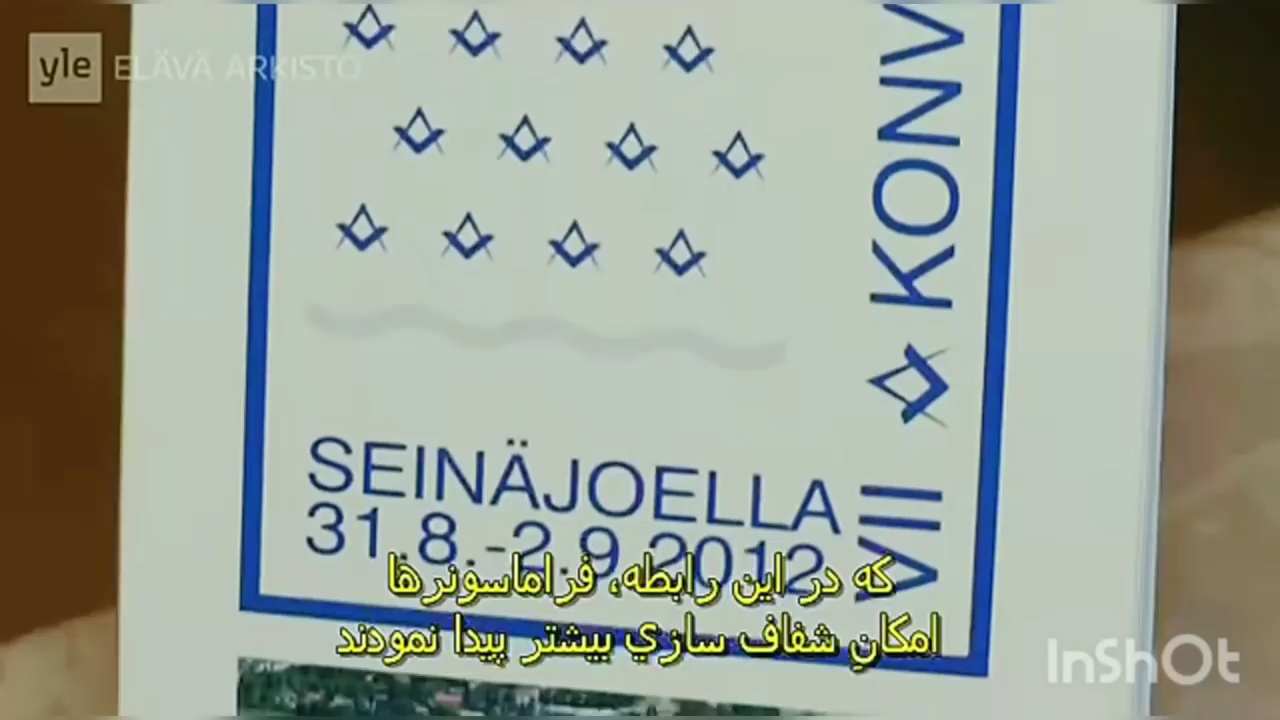 yle ELÄVÄ ARKISTO
VII KONV
SEINÄJOELLA
31.8.-2.9.2012
که در این رابطه، فراماسونرها
امکانِ شفاف سازي بیشتر پیدا نمودند
InShOt